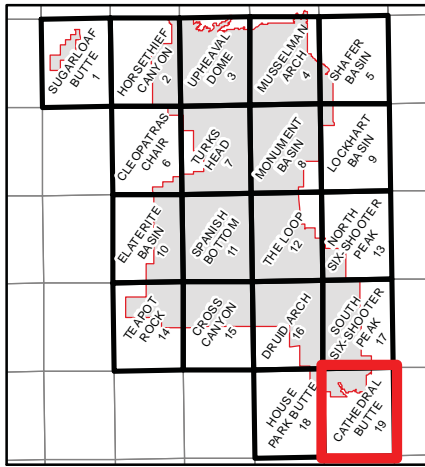 SUGARLOAF
BUTTE
1
HORSETHIEF
CANYON
2
UPHEAVAL
DOME
3
MUSSELMAN
ARCH
4
SHAFER
BASIN
5
CLEOPATRAS
CHAIR
6
TURKS
HEAD
7
MONUMENT
BASIN
8
LOCKHART
BASIN
9
ELATERITE
BASIN
10
SPANISH
BOTTOM
11
THE LOOP
12
NORTH
SIX-SHOOTER
PEAK
13
TEAPOT
ROCK
14
CROSS
CANYON
15
DRUID ARCH
16
SOUTH
SIX-SHOOTER
PEAK
17
HOUSE
PARK BUTTE
18
CATHEDRAL
BUTTE
19